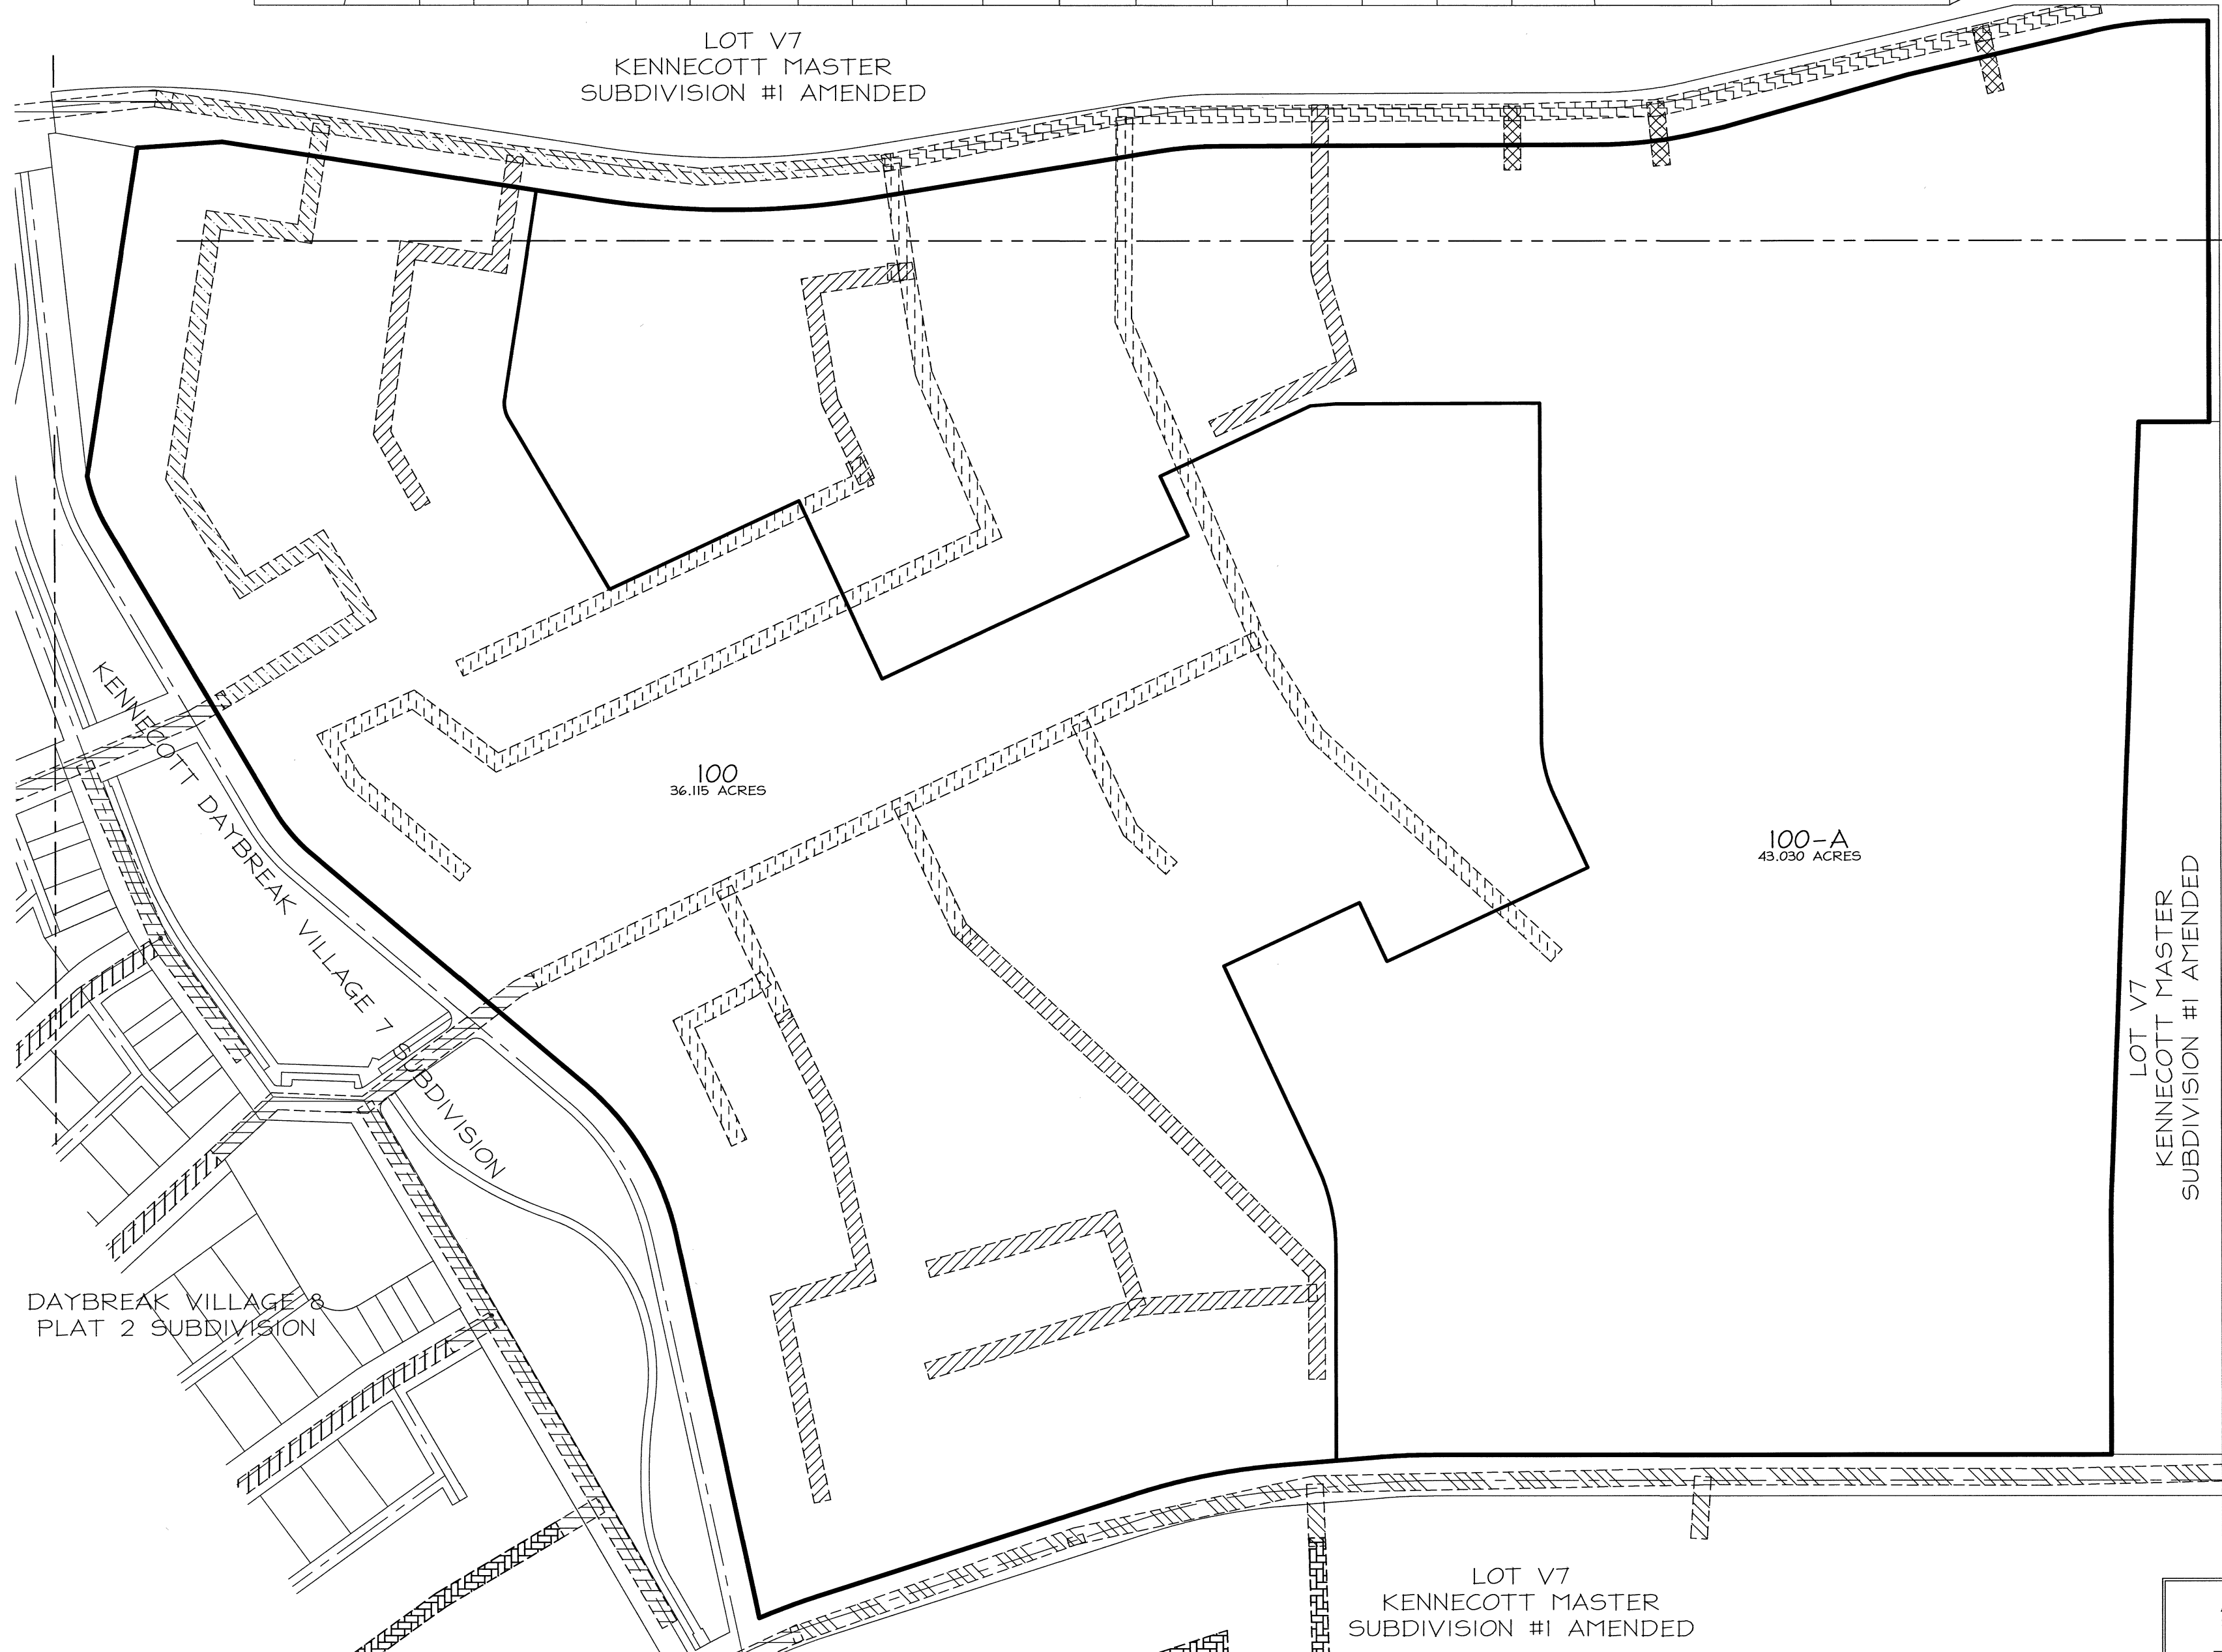 LOT V7
KENNECOTT MASTER
SUBDIVISION #1 AMENDED
KENNECOTT DAYBREAK VILLAGE 7 SUBDIVISION
100
36.115 ACRES
100-A
43.030 ACRES
LOT V7
KENNECOTT MASTER
SUBDIVISION #1 AMENDED
DAYBREAK VILLAGE 8
PLAT 2 SUBDIVISION
LOT V7
KENNECOTT MASTER
SUBDIVISION #1 AMENDED